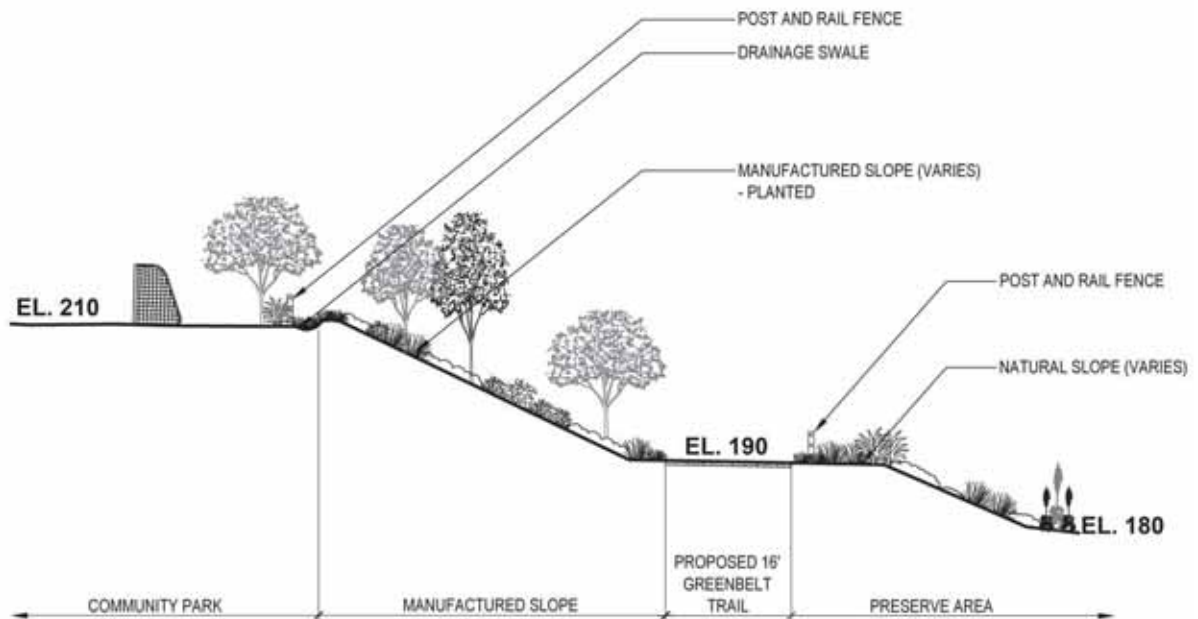 POST AND RAIL FENCE
DRAINAGE SWALE
MANUFACTURED SLOPE (VARIES)
- PLANTED
POST AND RAIL FENCE
EL. 210
NATURAL SLOPE (VARIES)
EL. 190
EL. 180
PROPOSED 16'
GREENBELT
TRAIL
COMMUNITY PARK
MANUFACTURED SLOPE
PRESERVE AREA